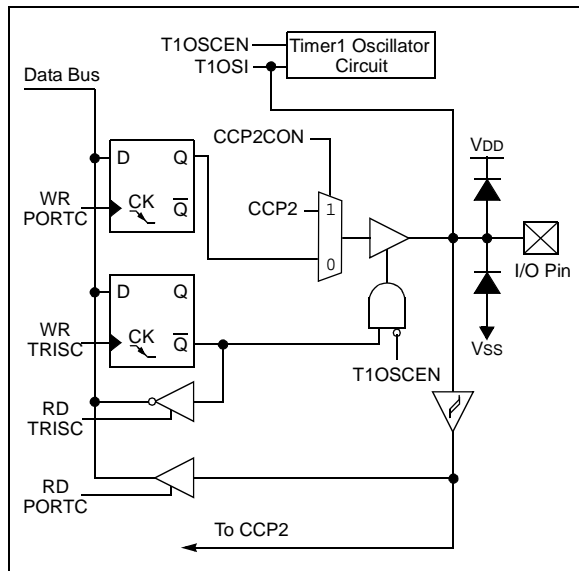 T1OSCEN
T1OSI
Timer1 Oscillator
Circuit
Data Bus
D
Q
CK
Q
WR
PORTC
CCP2CON
CCP2
1
0
VDD
I/O Pin
VSS
D
Q
CK
Q
WR
TRISC
T1OSCEN
RD
TRISC
RD
PORTC
To CCP2